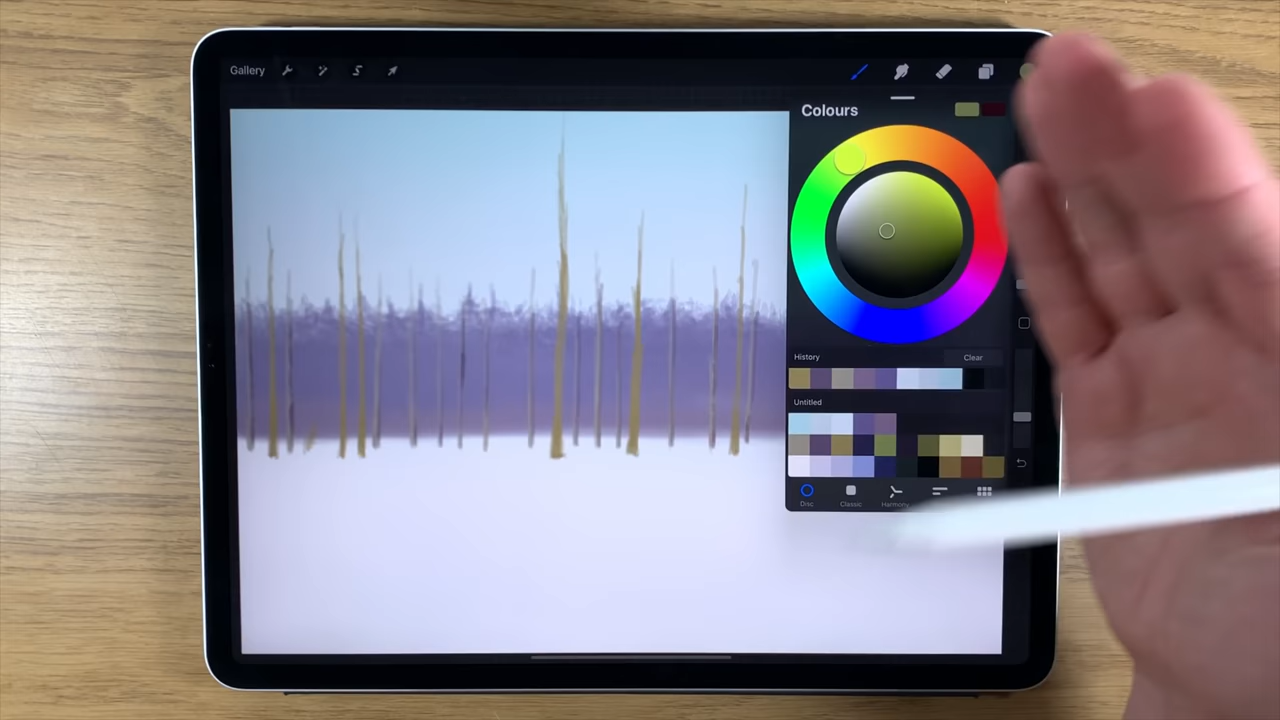 Gallery
Colours
History Clear
Untitled
Disc Classic Harmony